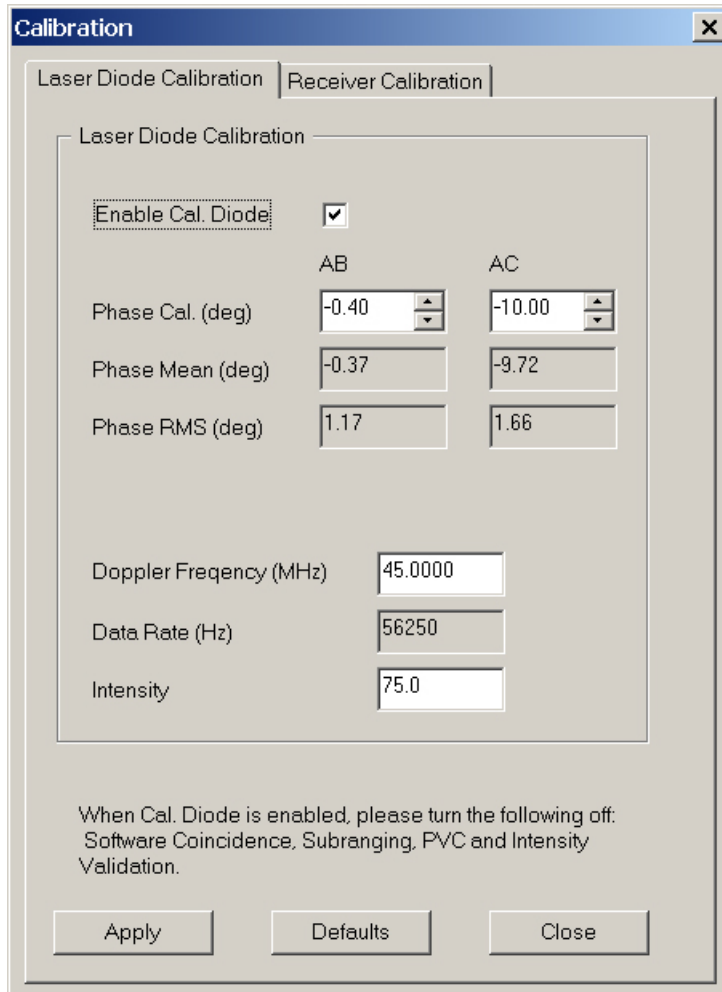 Calibration
Laser Diode Calibration Receiver Calibration
Laser Diode Calibration
Enable Cal. Diode
AB AC
Phase Cal. (deg) -0.40 -10.00
Phase Mean (deg) -0.37 -9.72
Phase RMS (deg) 1.17 1.66
Doppler Freqency (MHz) 45.0000
Data Rate (Hz) 56250
Intensity 75.0
When Cal. Diode is enabled, please turn the following off:
Software Coincidence, Subranging, PVC and Intensity
Validation.
Apply Defaults Close